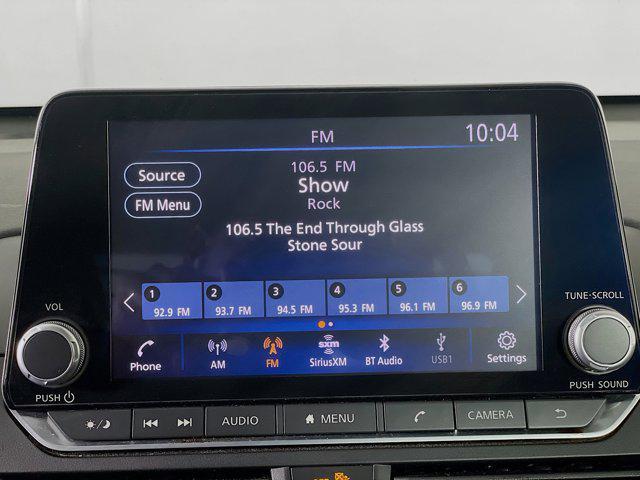 FM 10:04
106.5 FM
Source Show
Rock
FM Menu
106.5 The End Through Glass
Stone Sour
1 2 3 4 5 6
92.9 FM 93.7 FM 94.5 FM 95.3 FM 96.1 FM 96.9 FM
VOL TUNE·SCROLL
sxm
Phone AM FM SiriusXM BT Audio USB1 Settings
PUSH PUSH SOUND
AUDIO MENU CAMERA